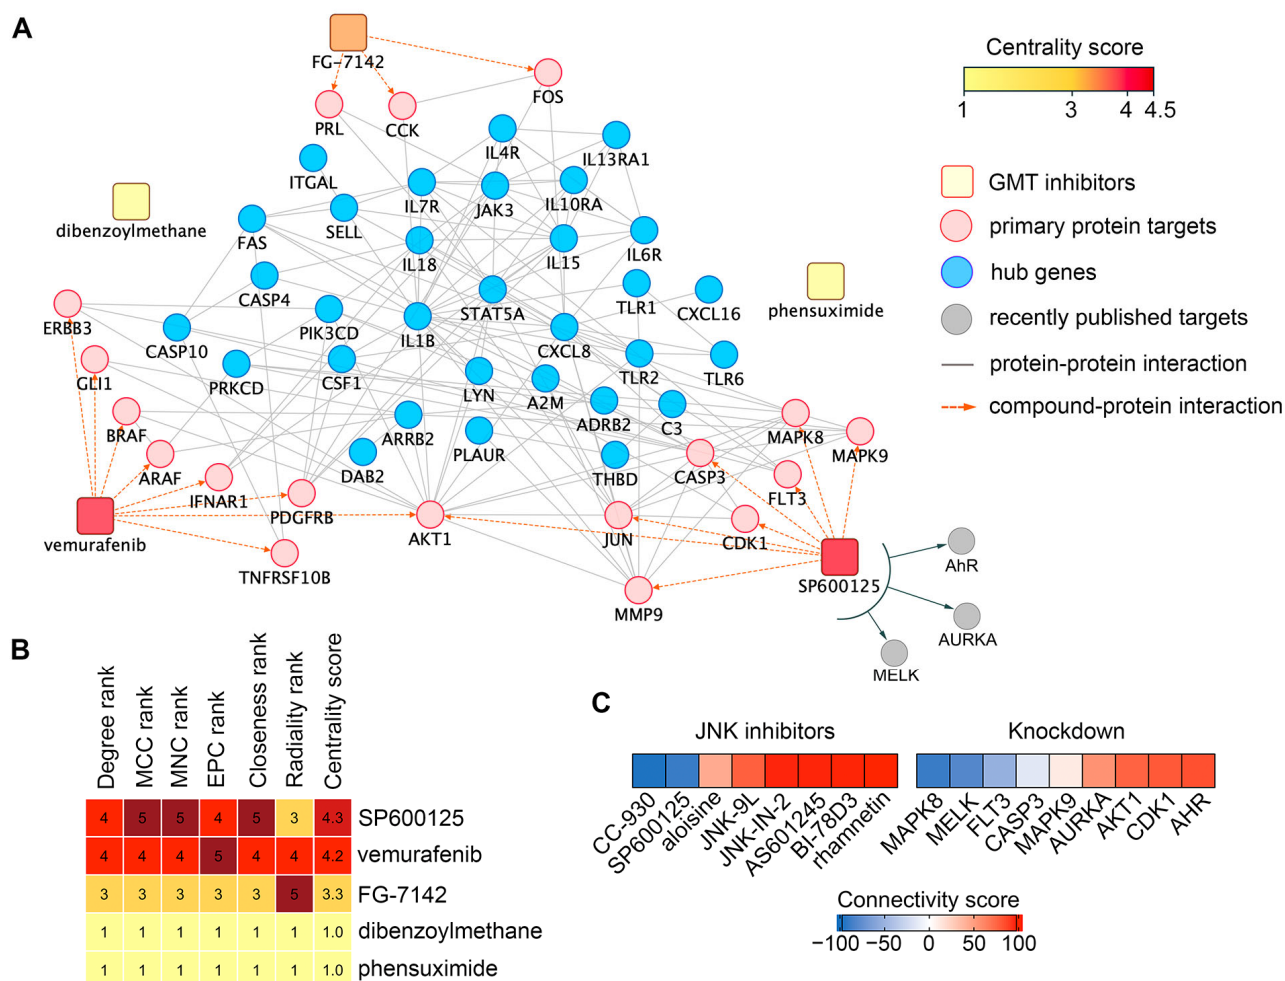 A
FG-7142
PRL
CCK
FOS
IL4R
IL13RA1
ITGAL
IL7R
JAK3
IL10RA
dibenzoylmethane
FAS
SELL
IL18
IL15
IL6R
CASP4
STAT5A
TLR1
CXCL16
phensuximide
ERBB3
CASP10
PIK3CD
IL1B
CXCL8
GLI1
PRKCD
CSF1
LYN
A2M
TLR2
TLR6
BRAF
ARRB2
ADRB2
C3
MAPK8
MAPK9
ARAF
DAB2
PLAUR
THBD
CASP3
FLT3
IFNAR1
PDGFRB
vemurafenib
AKT1
JUN
CDK1
TNFRSF10B
MMP9
SP600125
AhR
AURKA
MELK
Centrality score
1 3 4 4.5
GMT inhibitors
primary protein targets
hub genes
recently published targets
protein-protein interaction
compound-protein interaction
B
Degree rank
MCC rank
MNC rank
EPC rank
Closeness rank
Radiality rank
Centrality score
4 5 5 4 5 3 4.3 SP600125
4 4 4 5 4 4 4.2 vemurafenib
3 3 3 3 3 5 3.3 FG-7142
1 1 1 1 1 1 1.0 dibenzoylmethane
1 1 1 1 1 1 1.0 phensuximide
C
JNK inhibitors
CC-930
SP600125
aloisine
JNK-9L
JNK-IN-2
AS601245
BI-78D3
rhamnetin
Knockdown
MAPK8
MELK
FLT3
CASP3
MAPK9
AURKA
AKT1
CDK1
AHR
Connectivity score
−100 −50 0 50 100